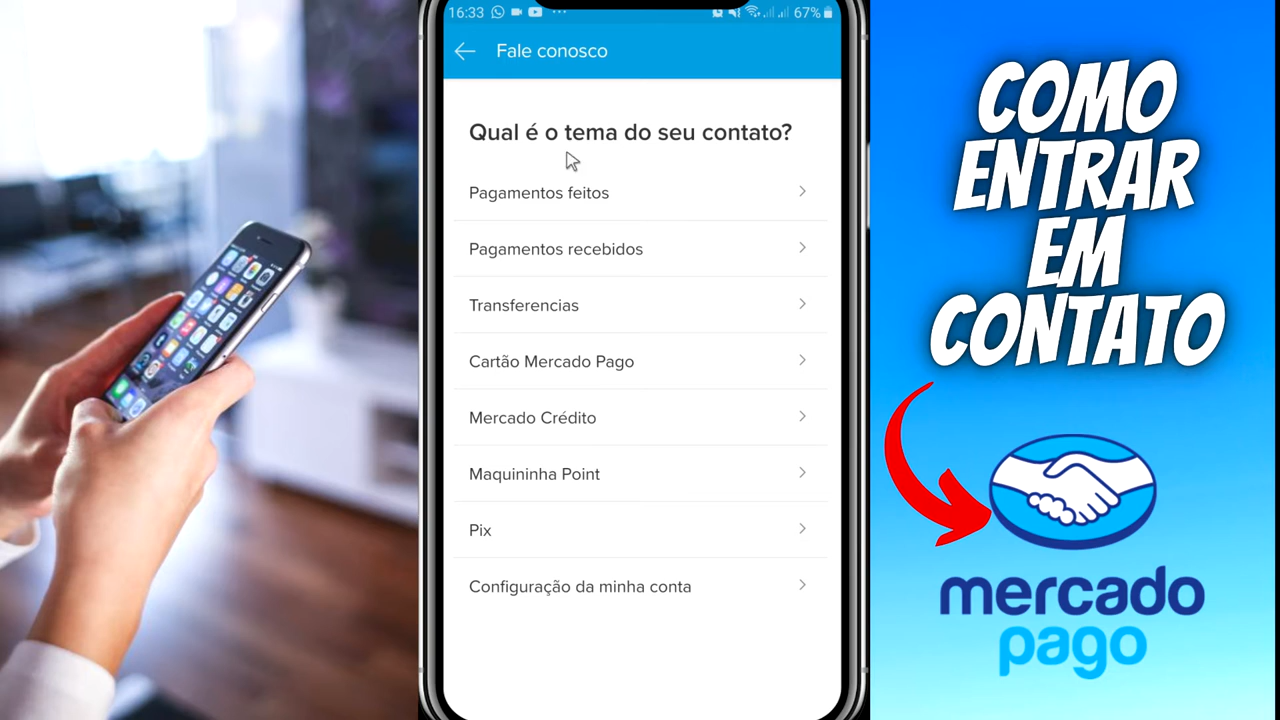 16:33
67%
Fale conosco
Qual é o tema do seu contato?
Pagamentos feitos
Pagamentos recebidos
Transferencias
Cartão Mercado Pago
Mercado Crédito
Maquininha Point
Pix
Configuração da minha conta
COMO
ENTRAR
EM
CONTATO
mercado
pago